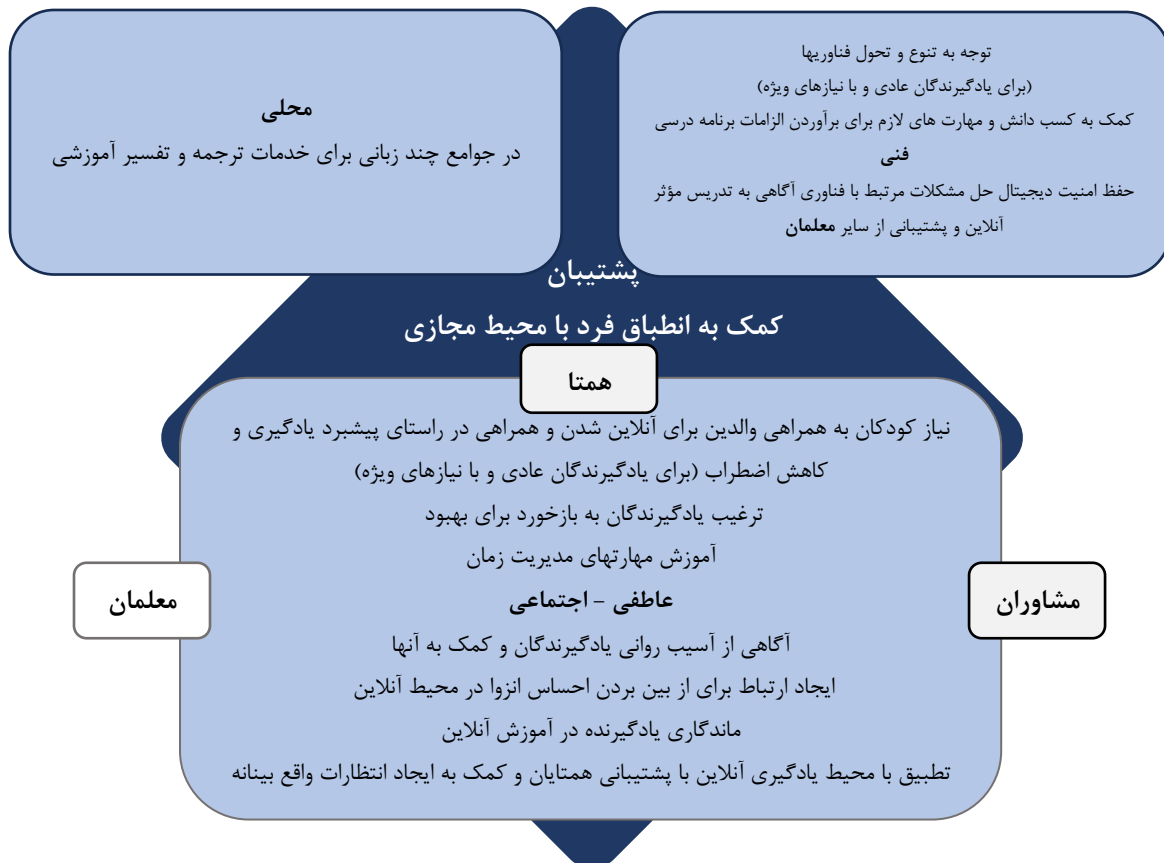 توجه به تنوع و تحول فناوریها
(برای یادگیرندگان عادی و با نیازهای ویژه)
کمک به کسب دانش و مهارت های لازم برای برآوردن الزامات برنامه درسی
فنی
حفظ امنیت دیجیتال حل مشکلات مرتبط با فناوری آگاهی به تدریس مؤثر
آنلاین و پشتیبانی از سایر معلمان
محلی
در جوامع چند زبانی برای خدمات ترجمه و تفسیر آموزشی
پشتیبان
کمک به انطباق فرد با محیط مجازی
همتا
نیاز کودکان به همراهی والدین برای آنلاین شدن و همراهی در راستای پیشبرد یادگیری و
کاهش اضطراب (برای یادگیرندگان عادی و با نیازهای ویژه)
ترغیب یادگیرندگان به بازخورد برای بهبود
آموزش مهارتهای مدیریت زمان
عاطفی – اجتماعی
آگاهی از آسیب روانی یادگیرندگان و کمک به آنها
ایجاد ارتباط برای از بین بردن احساس انزوا در محیط آنلاین
ماندگاری یادگیرنده در آموزش آنلاین
تطبیق با محیط یادگیری آنلاین با پشتیبانی همتایان و کمک به ایجاد انتظارات واقع بینانه
مشاوران
معلمان